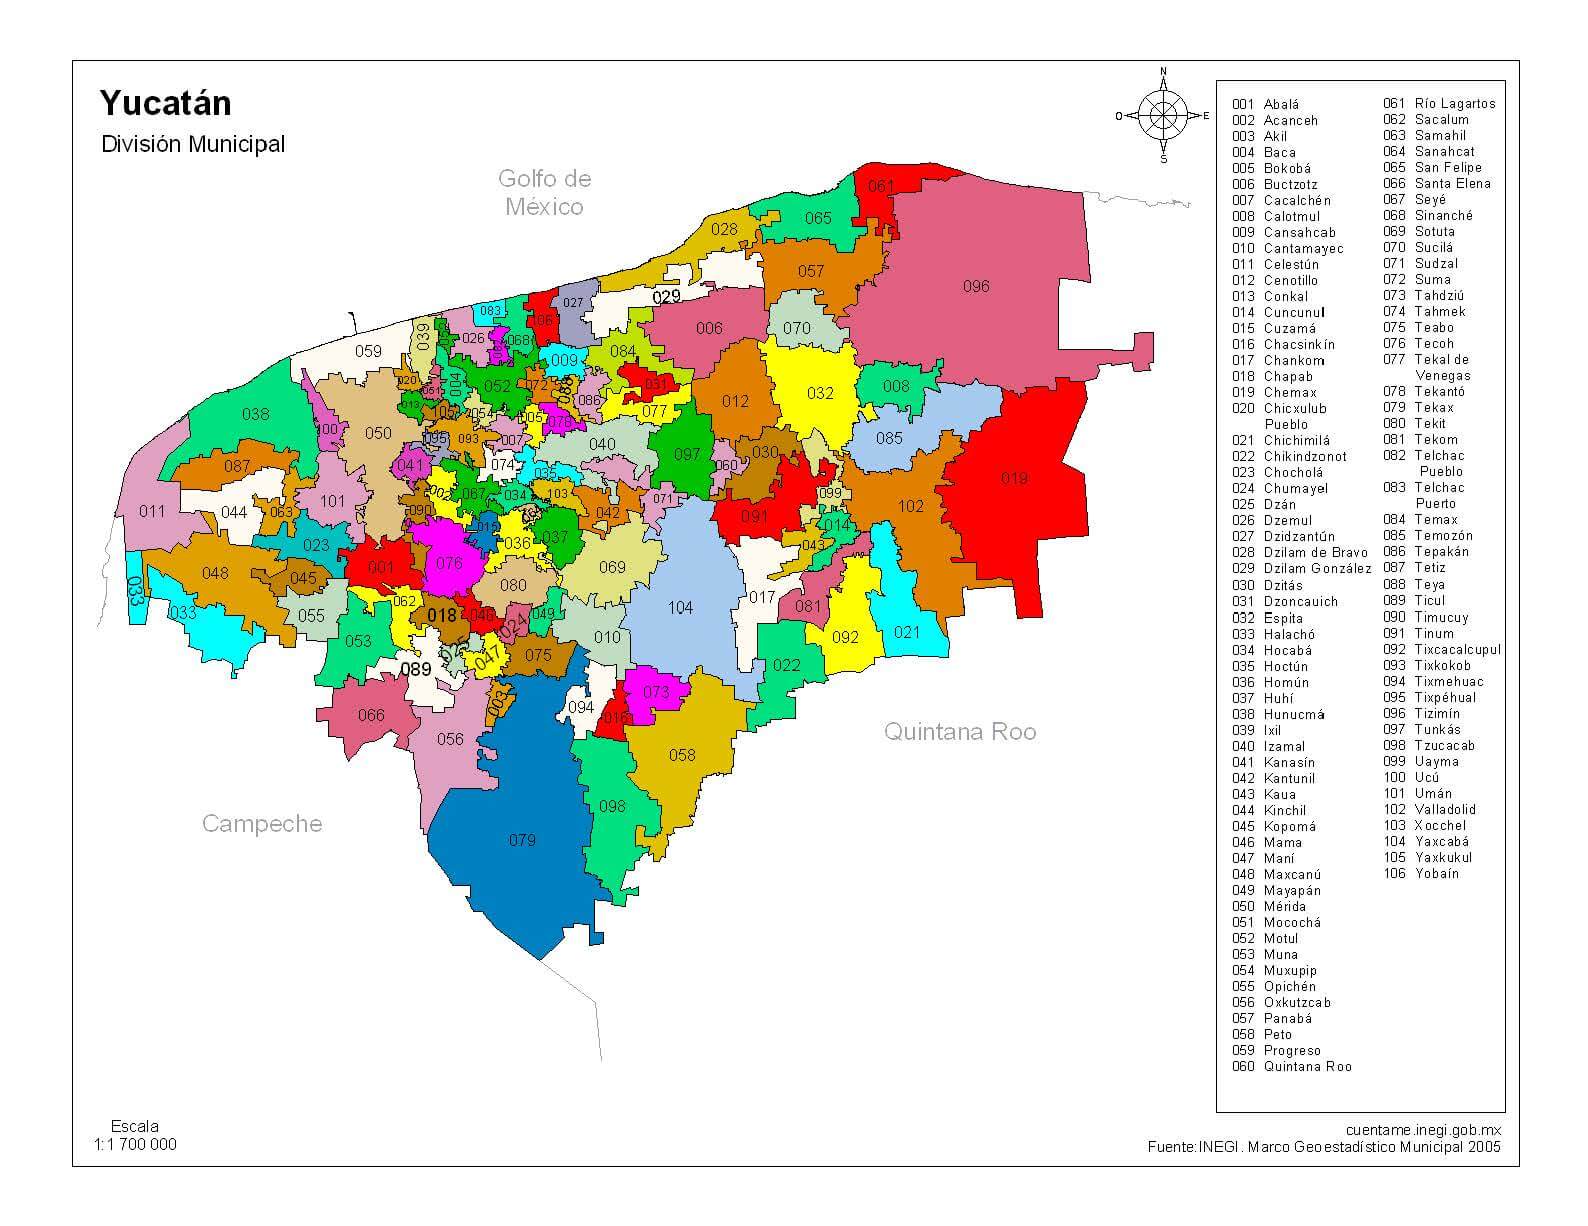 Yucatán
División Municipal
Golfo de
México
N
O
E
S
Quintana Roo
Campeche
061
065
028
096
057
029
027
083
106
068
026
039
059
006
070
084
009
004
052
072
088
086
031
077
020
013
105
054
005
078
012
032
008
085
038
100
050
095
093
007
040
097
060
030
019
087
041
074
035
101
011
044
063
002
067
034
103
042
071
091
099
102
014
043
090
015
036
037
023
048
045
001
076
080
069
104
017
081
092
021
033
033
055
062
018
046
024
049
010
053
025
047
075
022
089
066
056
003
094
016
073
058
098
079
001 Abalá
002 Acanceh
003 Akil
004 Baca
005 Bokobá
006 Buctzotz
007 Cacalchén
008 Calotmul
009 Cansahcab
010 Cantamayec
011 Celestún
012 Cenotillo
013 Conkal
014 Cuncunul
015 Cuzamá
016 Chacsinkín
017 Chankom
018 Chapab
019 Chemax
020 Chicxulub
Pueblo
021 Chichimilá
022 Chikindzonot
023 Chocholá
024 Chumayel
025 Dzán
026 Dzemul
027 Dzidzantún
028 Dzilam de Bravo
029 Dzilam González
030 Dzitás
031 Dzoncauich
032 Espita
033 Halachó
034 Hocabá
035 Hoctún
036 Homún
037 Huhí
038 Hunucmá
039 Ixil
040 Izamal
041 Kanasín
042 Kantunil
043 Kaua
044 Kinchil
045 Kopomá
046 Mama
047 Maní
048 Maxcanú
049 Mayapán
050 Mérida
051 Mocochá
052 Motul
053 Muna
054 Muxupip
055 Opichén
056 Oxkutzcab
057 Panabá
058 Peto
059 Progreso
060 Quintana Roo
061 Río Lagartos
062 Sacalum
063 Samahil
064 Sanahcat
065 San Felipe
066 Santa Elena
067 Seyé
068 Sinanché
069 Sotuta
070 Sucilá
071 Sudzal
072 Suma
073 Tahdziú
074 Tahmek
075 Teabo
076 Tecoh
077 Tekal de
Venegas
078 Tekantó
079 Tekax
080 Tekit
081 Tekom
082 Telchac
Pueblo
083 Telchac
Puerto
084 Temax
085 Temozón
086 Tepakán
087 Tetiz
088 Teya
089 Ticul
090 Timucuy
091 Tinum
092 Tixcacalcupul
093 Tixkokob
094 Tixmehuac
095 Tixpéhual
096 Tizimín
097 Tunkás
098 Tzucacab
099 Uayma
100 Ucú
101 Umán
102 Valladolid
103 Xocchel
104 Yaxcabá
105 Yaxkukul
106 Yobaín
Escala
1:1 700 000
cuentame.inegi.gob.mx
Fuente:INEGI. Marco Geoestadístico Municipal 2005